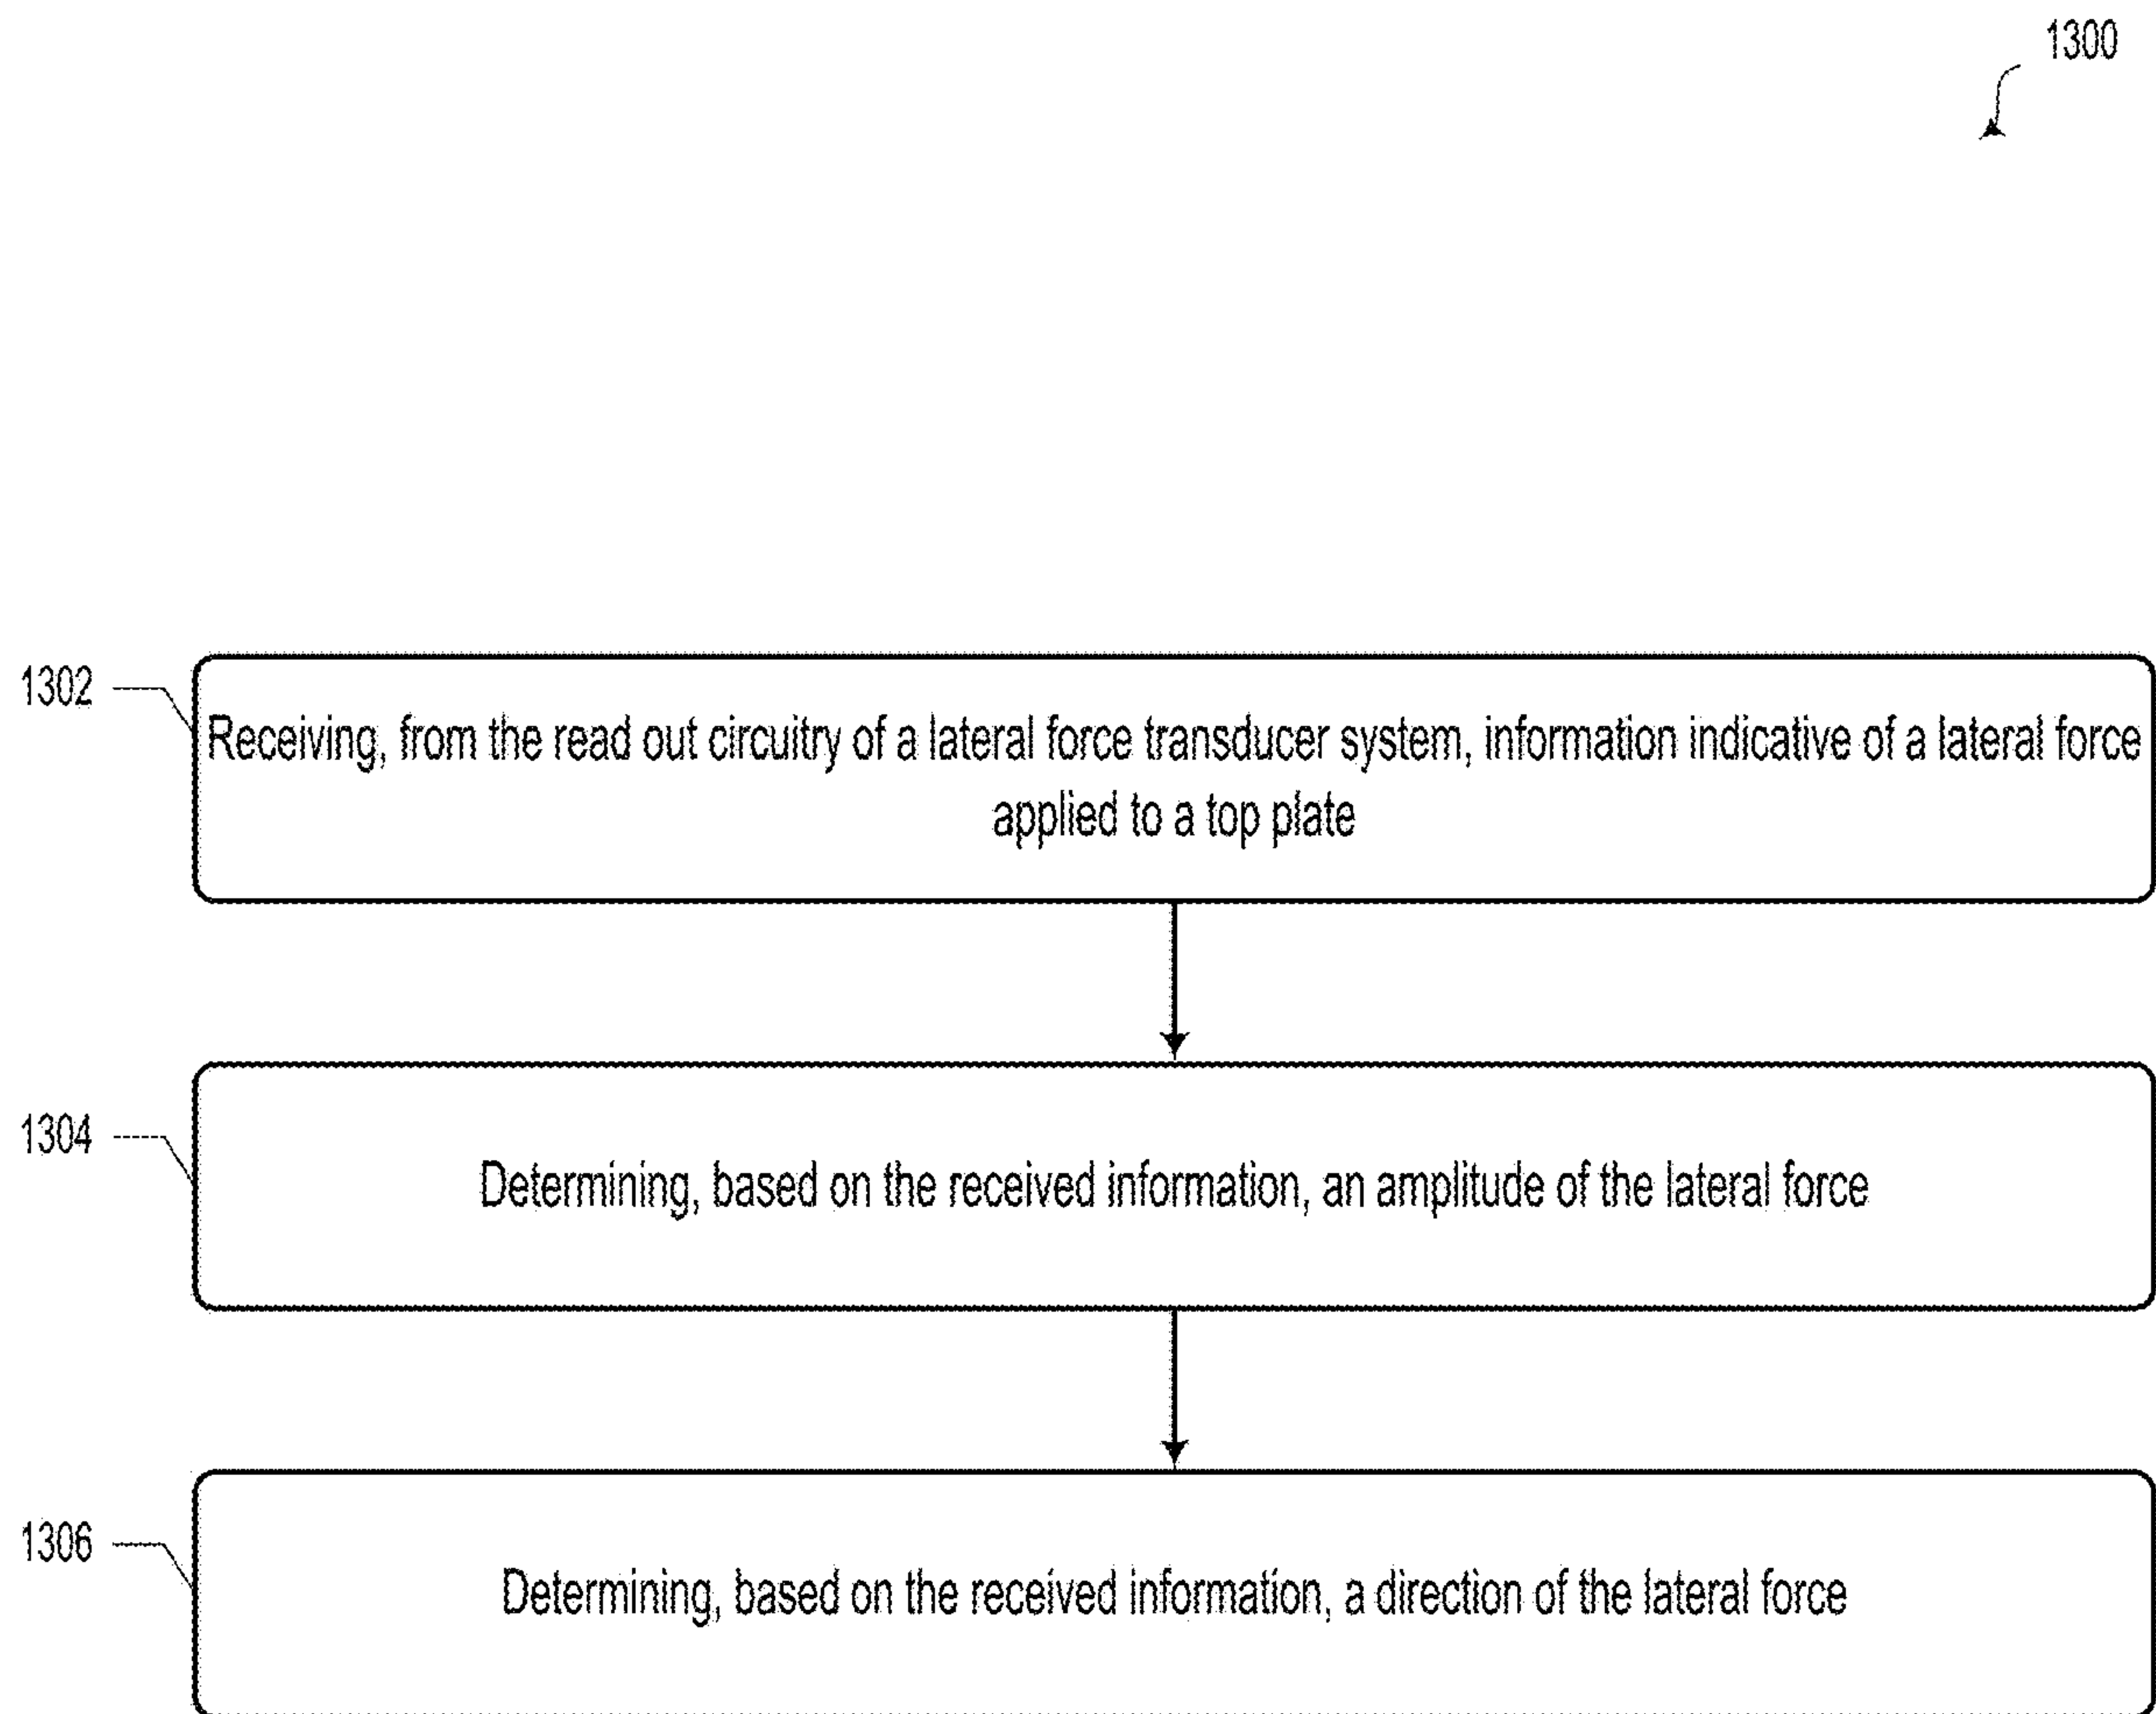 1300
1302
Receiving, from the read out circuitry of a lateral force transducer system, information indicative of a lateral force
applied to a top plate
1304
Determining, based on the received information, an amplitude of the lateral force
1306
Determining, based on the received information, a direction of the lateral force